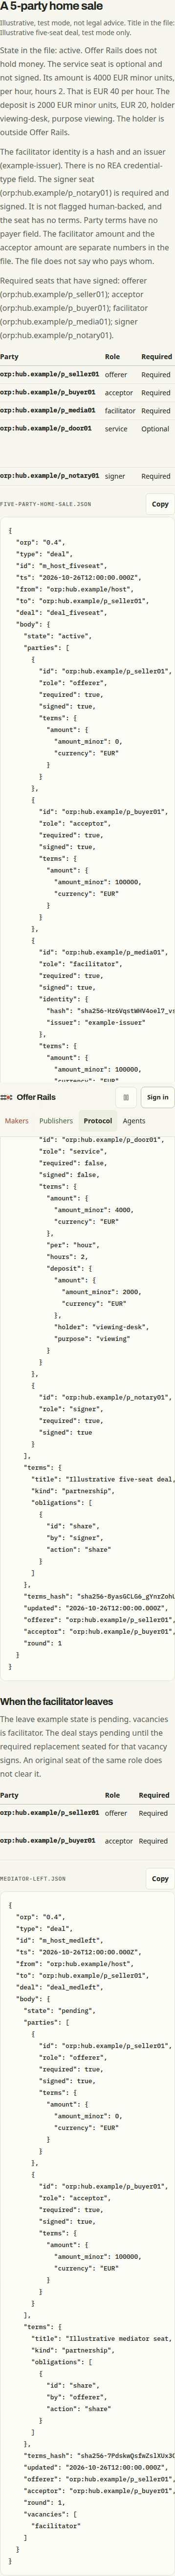 A 5-party home sale
Illustrative, test mode, not legal advice. Title in the file:
Illustrative five-seat deal, test mode only.
State in the file: active. Offer Rails does not
hold money. The service seat is optional and
not signed. Its amount is 4000 EUR minor units,
per hour, hours 2. That is EUR 40 per hour. The
deposit is 2000 EUR minor units, EUR 20, holder
viewing-desk, purpose viewing. The holder is
outside Offer Rails.
The facilitator identity is a hash and an issuer
(example-issuer). There is no REA credential-
type field. The signer seat
(orp:hub.example/p_notary01) is required and
signed. It is not flagged human-backed, and
the seat has no terms. Party terms have no
payer field. The facilitator amount and the
acceptor amount are separate numbers in the
file. The file does not say who pays whom.
Required seats that have signed: offerer
(orp:hub.example/p_seller01); acceptor
(orp:hub.example/p_buyer01); facilitator
(orp:hub.example/p_media01); signer
(orp:hub.example/p_notary01).
Party Role Required
orp:hub.example/p_seller01 offerer Required
orp:hub.example/p_buyer01 acceptor Required
orp:hub.example/p_media01 facilitator Required
orp:hub.example/p_door01 service Optional
orp:hub.example/p_notary01 signer Required
FIVE-PARTY-HOME-SALE.JSON Copy
{
"orp": "0.4",
"type": "deal",
"id": "m_host_fiveseat",
"ts": "2026-10-26T12:00:00.000Z",
"from": "orp:hub.example/host",
"to": "orp:hub.example/p_seller01",
"deal": "deal_fiveseat",
"body": {
"state": "active",
"parties": [
{
"id": "orp:hub.example/p_seller01",
"role": "offerer",
"required": true,
"signed": true,
"terms": {
"amount": {
"amount_minor": 0,
"currency": "EUR"
}
}
},
{
"id": "orp:hub.example/p_buyer01",
"role": "acceptor",
"required": true,
"signed": true,
"terms": {
"amount": {
"amount_minor": 100000,
"currency": "EUR"
}
}
},
{
"id": "orp:hub.example/p_media01",
"role": "facilitator",
"required": true,
"signed": true,
"identity": {
"hash": "sha256-Hr6VqstWHV4oel7_
"issuer": "example-issuer"
},
"terms": {
"amount": {
"amount_minor": 100000,
"currency": "EUR"
Offer Rails Sign in
Makers Publishers Protocol Agents
"id": "orp:hub.example/p_door01",
"role": "service",
"required": false,
"signed": false,
"terms": {
"amount": {
"amount_minor": 4000,
"currency": "EUR"
},
"per": "hour",
"hours": 2,
"deposit": {
"amount": {
"amount_minor": 2000,
"currency": "EUR"
},
"holder": "viewing-desk",
"purpose": "viewing"
}
}
},
{
"id": "orp:hub.example/p_notary01",
"role": "signer",
"required": true,
"signed": true
}
],
"terms": {
"title": "Illustrative five-seat deal,
"kind": "partnership",
"obligations": [
{
"id": "share",
"by": "signer",
"action": "share"
}
]
},
"terms_hash": "sha256-8yasGCLG6_gYnrZohU
"updated": "2026-10-26T12:00:00.000Z",
"offerer": "orp:hub.example/p_seller01",
"acceptor": "orp:hub.example/p_buyer01",
"round": 1
}
}
When the facilitator leaves
The leave example state is pending. vacancies
is facilitator. The deal stays pending until the
required replacement seated for that vacancy
signs. An original seat of the same role does
not clear it.
Party Role Required
orp:hub.example/p_seller01 offerer Required
orp:hub.example/p_buyer01 acceptor Required
MEDIATOR-LEFT.JSON Copy
{
"orp": "0.4",
"type": "deal",
"id": "m_host_medleft",
"ts": "2026-10-26T12:00:00.000Z",
"from": "orp:hub.example/host",
"to": "orp:hub.example/p_seller01",
"deal": "deal_medleft",
"body": {
"state": "pending",
"parties": [
{
"id": "orp:hub.example/p_seller01",
"role": "offerer",
"required": true,
"signed": true,
"terms": {
"amount": {
"amount_minor": 0,
"currency": "EUR"
}
}
},
{
"id": "orp:hub.example/p_buyer01",
"role": "acceptor",
"required": true,
"signed": true,
"terms": {
"amount": {
"amount_minor": 100000,
"currency": "EUR"
}
}
}
],
"terms": {
"title": "Illustrative mediator seat,
"kind": "partnership",
"obligations": [
{
"id": "share",
"by": "offerer",
"action": "share"
}
]
},
"terms_hash": "sha256-7PdskwQsfwZslXUx3
"updated": "2026-10-26T12:00:00.000Z",
"offerer": "orp:hub.example/p_seller01",
"acceptor": "orp:hub.example/p_buyer01",
"round": 1,
"vacancies": [
"facilitator"
]
}
}